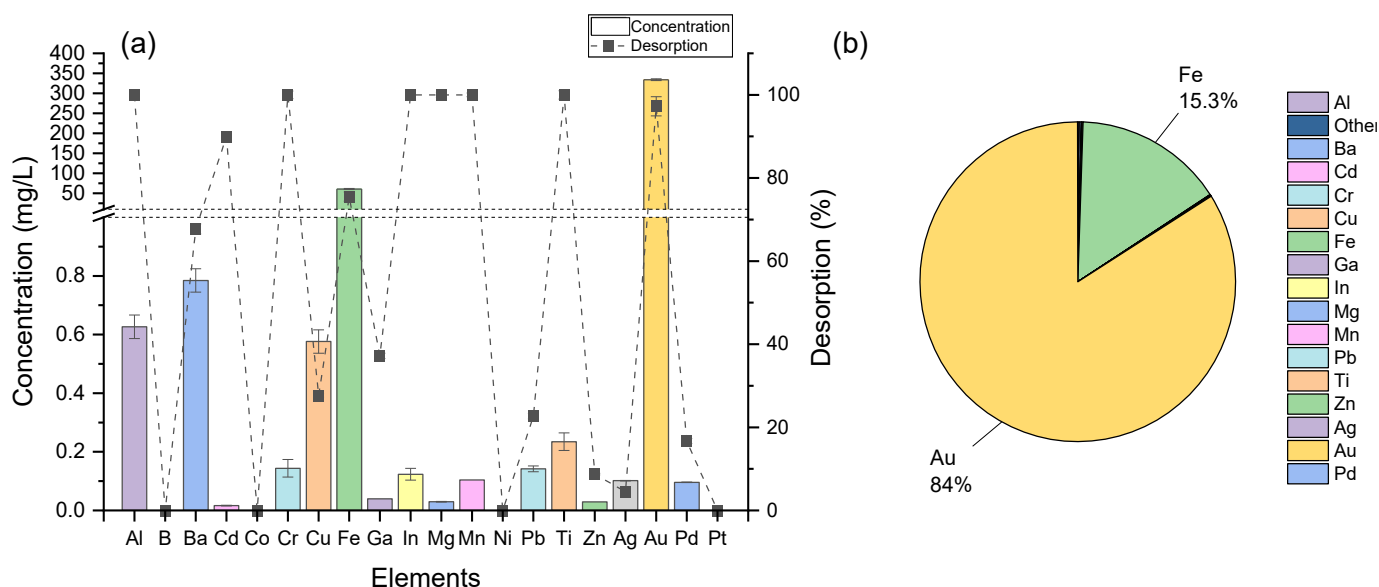 (a)
Concentration
Desorption
Concentration (mg/L)
400
350
300
250
200
150
100
50
0.8
0.6
0.4
0.2
0.0
100
80
60
40
20
0
Desorption (%)
Al B Ba Cd Co Cr Cu Fe Ga In Mg Mn Ni Pb Ti Zn Ag Au Pd Pt
Elements
(b)
Fe
15.3%
Au
84%
Al
Other
Ba
Cd
Cr
Cu
Fe
Ga
In
Mg
Mn
Pb
Ti
Zn
Ag
Au
Pd